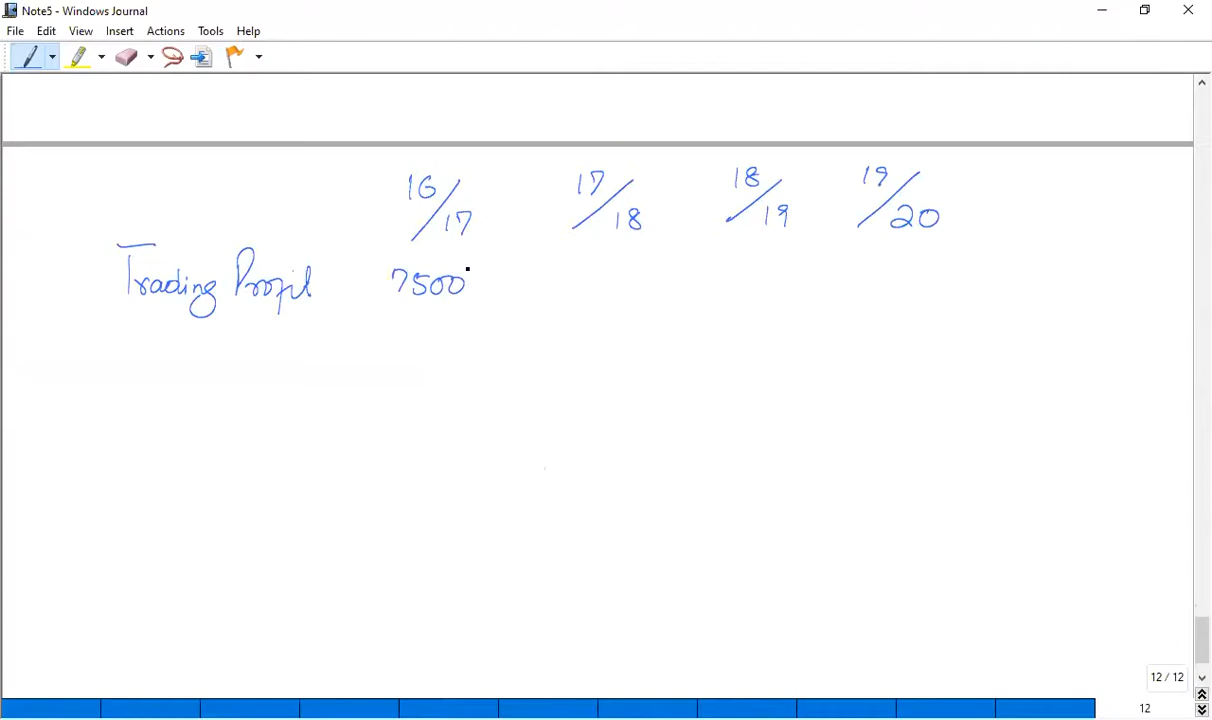 Note5 - Windows Journal
File Edit View Insert Actions Tools Help
16/17 17/18 18/19 19/20
Trading Profit 7500
12 / 12
12